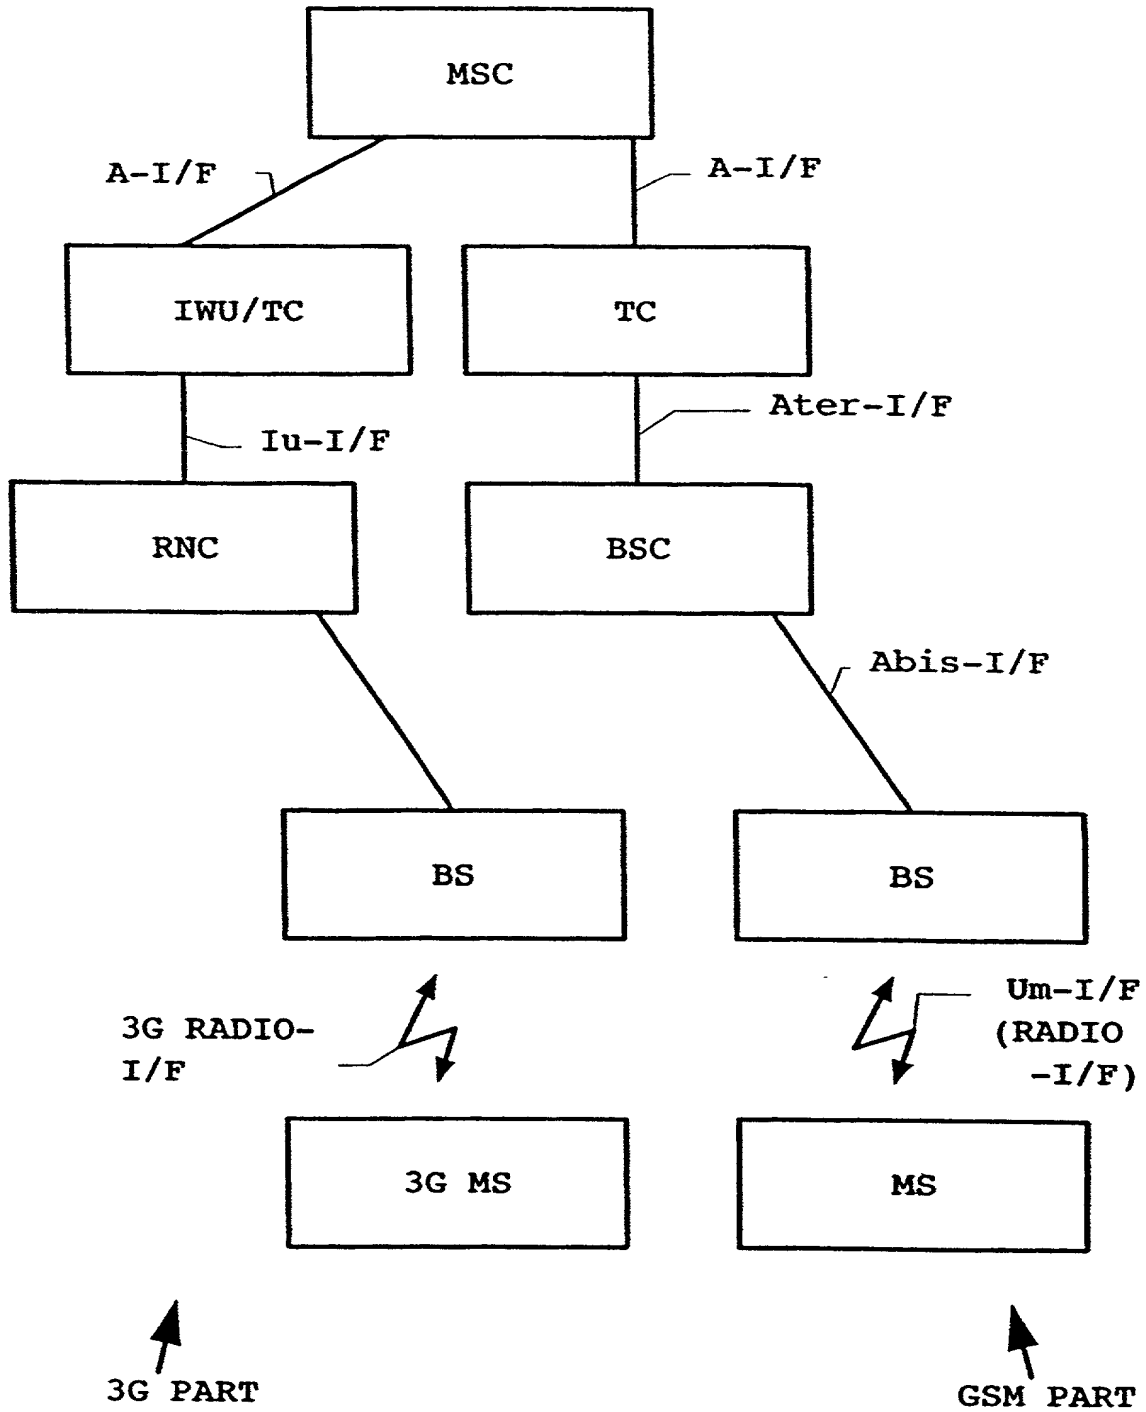 MSC
A-I/F
A-I/F
IWU/TC
TC
Iu-I/F
Ater-I/F
RNC
BSC
Abis-I/F
BS
BS
3G RADIO-
I/F
Um-I/F
(RADIO
-I/F)
3G MS
MS
3G PART
GSM PART